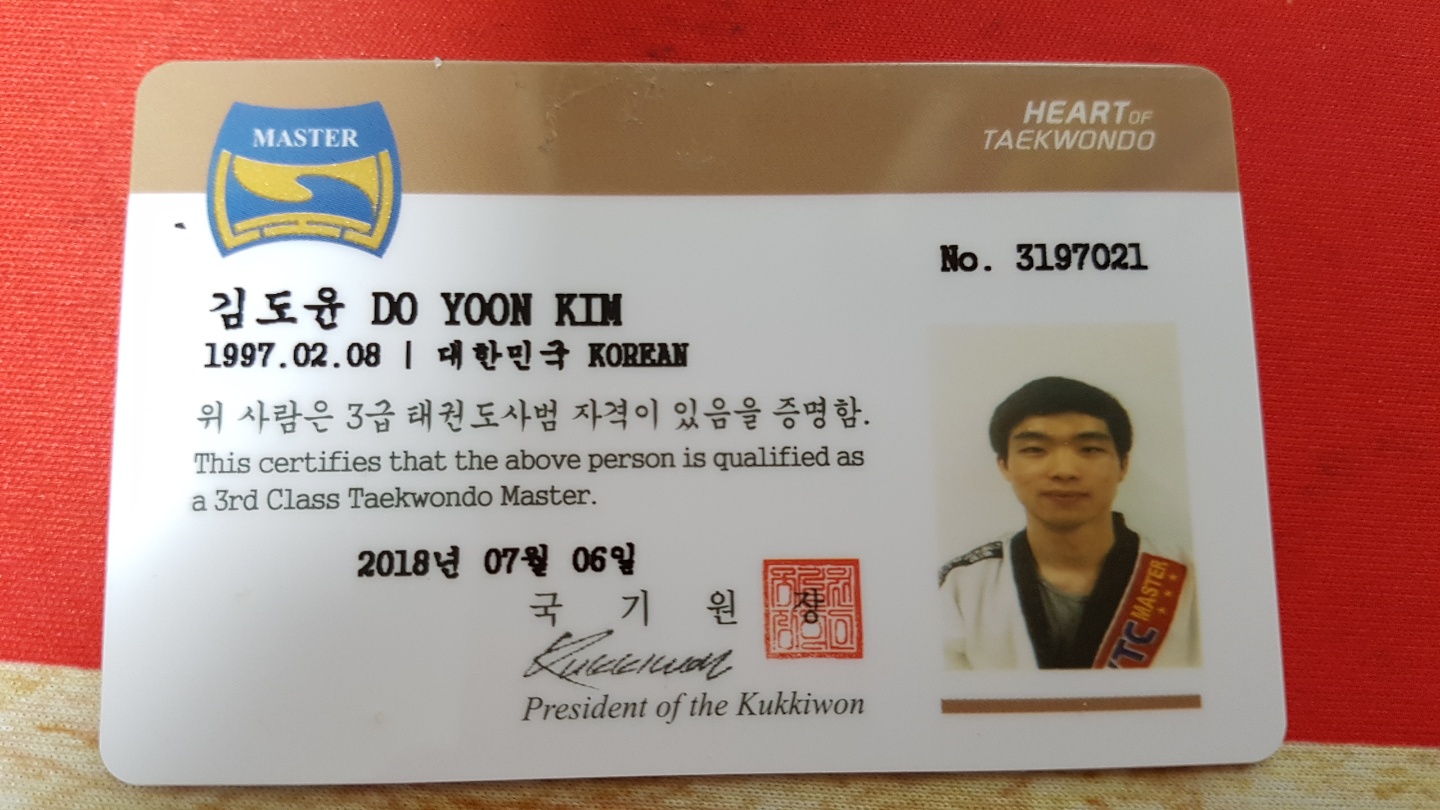 MASTER
HEART OF
TAEKWONDO
No. 3197021
김도윤 DO YOON KIM
1997.02.08 | 대한민국 KOREAN
위 사람은 3급 태권도사범 자격이 있음을 증명함.
This certifies that the above person is qualified as
a 3rd Class Taekwondo Master.
2018년 07월 06일
국 기 원 장
Kukkiwon
President of the Kukkiwon
MASTER
TC